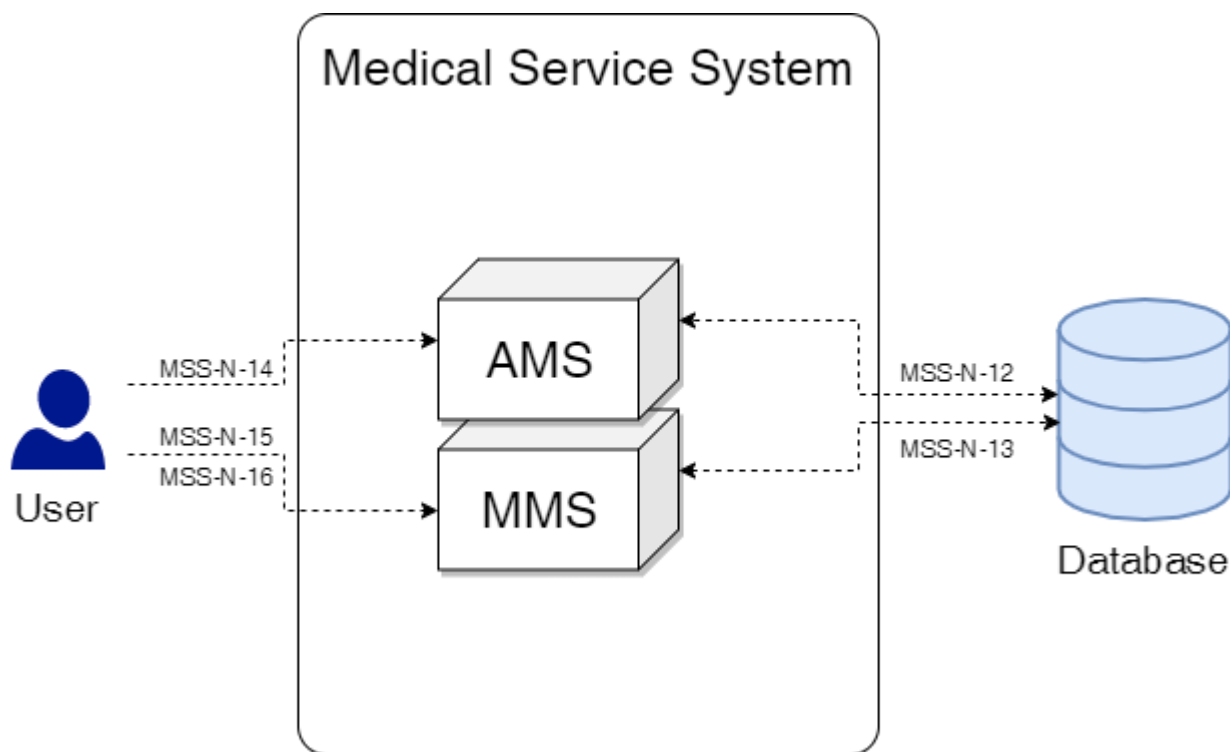 Medical Service System
AMS
MMS
MSS-N-14
MSS-N-15
MSS-N-16
User
MSS-N-12
MSS-N-13
Database